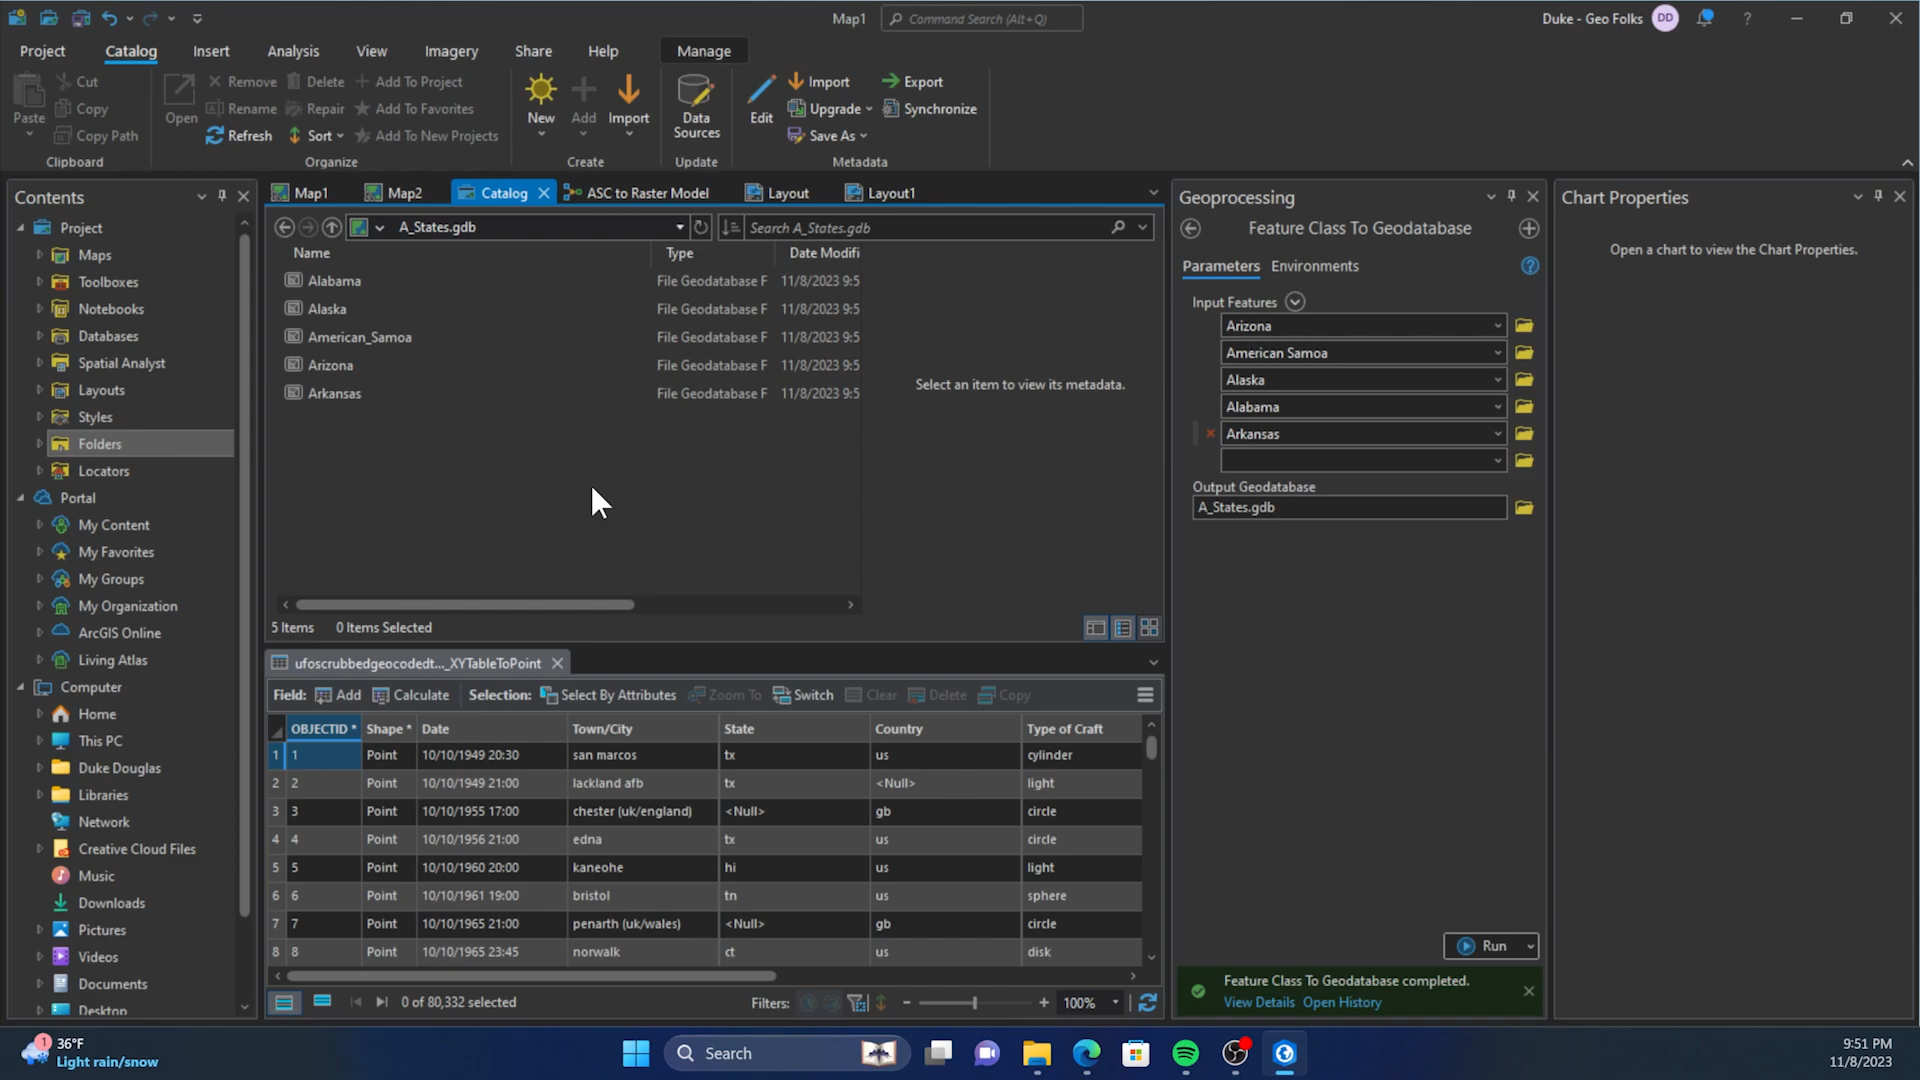 Map1
Command Search (Alt+Q)
Duke - Geo Folks
DD
?
Project
Catalog
Insert
Analysis
View
Imagery
Share
Help
Manage
Paste
Cut
Copy
Copy Path
Clipboard
Open
Remove
Delete
Add To Project
Rename
Repair
Add To Favorites
Refresh
Sort
Add To New Projects
Organize
New
Add
Import
Create
Data
Sources
Update
Edit
Import
Export
Upgrade
Synchronize
Save As
Metadata
Contents
Project
Maps
Toolboxes
Notebooks
Databases
Spatial Analyst
Layouts
Styles
Folders
Locators
Portal
My Content
My Favorites
My Groups
My Organization
ArcGIS Online
Living Atlas
Computer
Home
This PC
Duke Douglas
Libraries
Network
Creative Cloud Files
Music
Downloads
Pictures
Videos
Documents
Desktop
Map1
Map2
Catalog
ASC to Raster Model
Layout
Layout1
A_States.gdb
Search A_States.gdb
Name Type Date Modifi
Alabama File Geodatabase F 11/8/2023 9:5
Alaska File Geodatabase F 11/8/2023 9:5
American_Samoa File Geodatabase F 11/8/2023 9:5
Arizona File Geodatabase F 11/8/2023 9:5
Arkansas File Geodatabase F 11/8/2023 9:5
Select an item to view its metadata.
5 Items 0 Items Selected
ufoscrubbedgeocodedt..._XYTableToPoint
Field: Add Calculate Selection: Select By Attributes Zoom To Switch Clear Delete Copy
OBJECTID * Shape * Date Town/City State Country Type of Craft
1 1 Point 10/10/1949 20:30 san marcos tx us cylinder
2 2 Point 10/10/1949 21:00 lackland afb tx <Null> light
3 3 Point 10/10/1955 17:00 chester (uk/england) <Null> gb circle
4 4 Point 10/10/1956 21:00 edna tx us circle
5 5 Point 10/10/1960 20:00 kaneohe hi us light
6 6 Point 10/10/1961 19:00 bristol tn us sphere
7 7 Point 10/10/1965 21:00 penarth (uk/wales) <Null> gb circle
8 8 Point 10/10/1965 23:45 norwalk ct us disk
0 of 80,332 selected
Filters:
100%
Geoprocessing
Feature Class To Geodatabase
Parameters Environments
?
Input Features
Arizona
American Samoa
Alaska
Alabama
Arkansas
Output Geodatabase
A_States.gdb
Run
Feature Class To Geodatabase completed.
View Details Open History
Chart Properties
Open a chart to view the Chart Properties.
1
36°F
Light rain/snow
Search
9:51 PM
11/8/2023